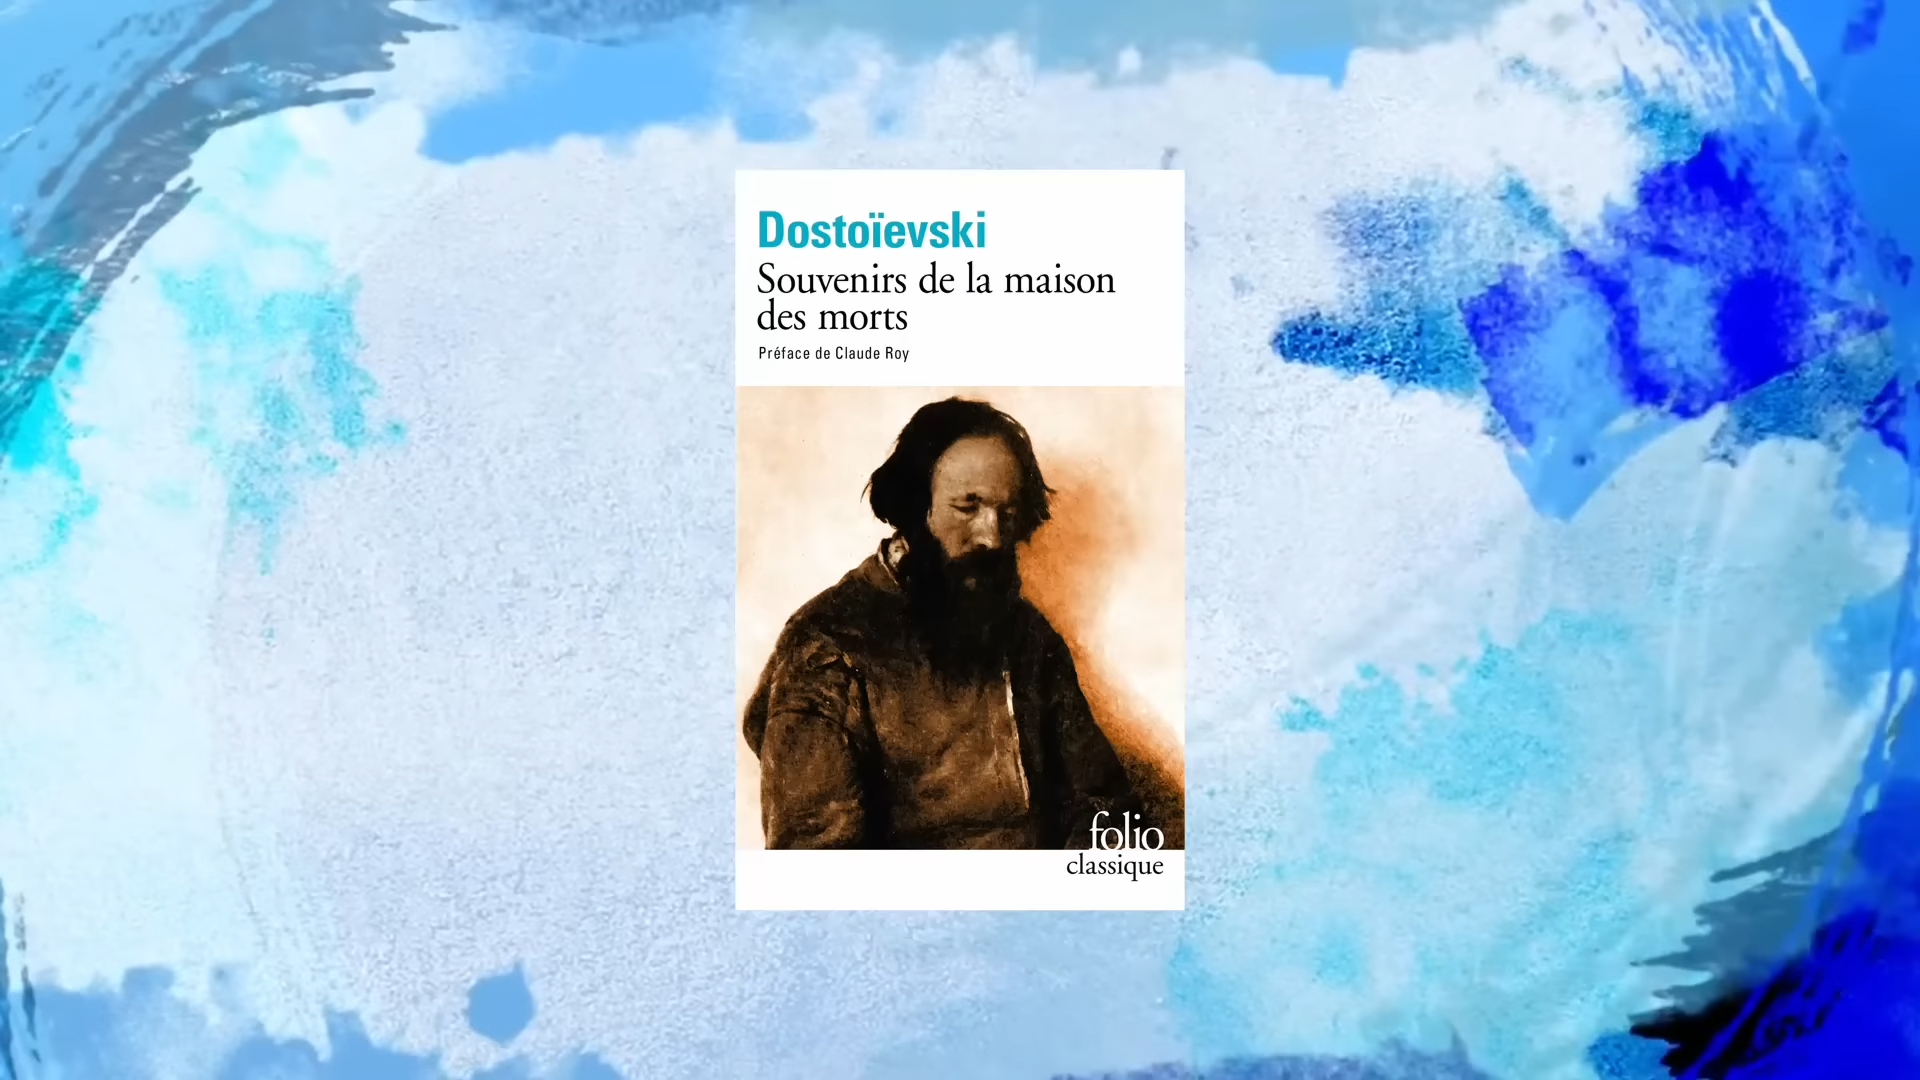 Dostoïevski
Souvenirs de la maison
des morts
Préface de Claude Roy
folio
classique